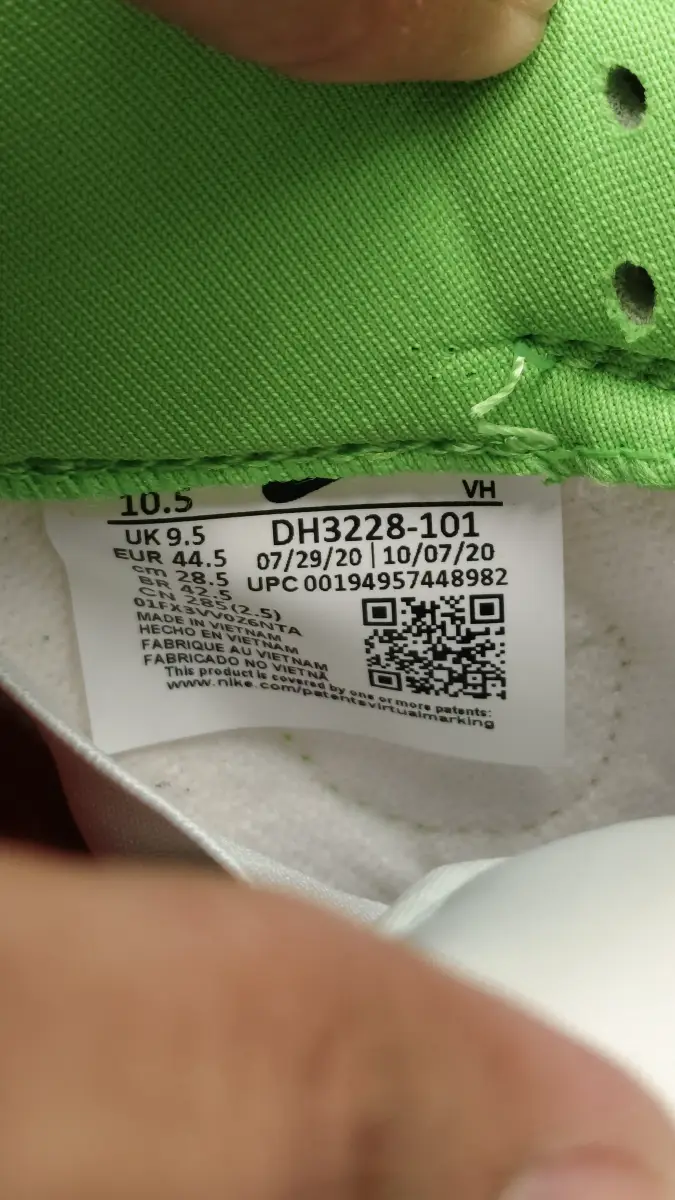 10.5 VH
UK 9.5 DH3228-101
EUR 44.5 07/29/20 | 10/07/20
cm 28.5 UPC 00194957448982
BR 42.5
CN 285(2.5)
MADE IN VIETNAM
HECHO EN VIETNAM
FABRIQUE AU VIETNAM
FABRICADO NO VIETNÃ
This product is covered by one or more patents:
www.nike.com/patentsvirtualmarking